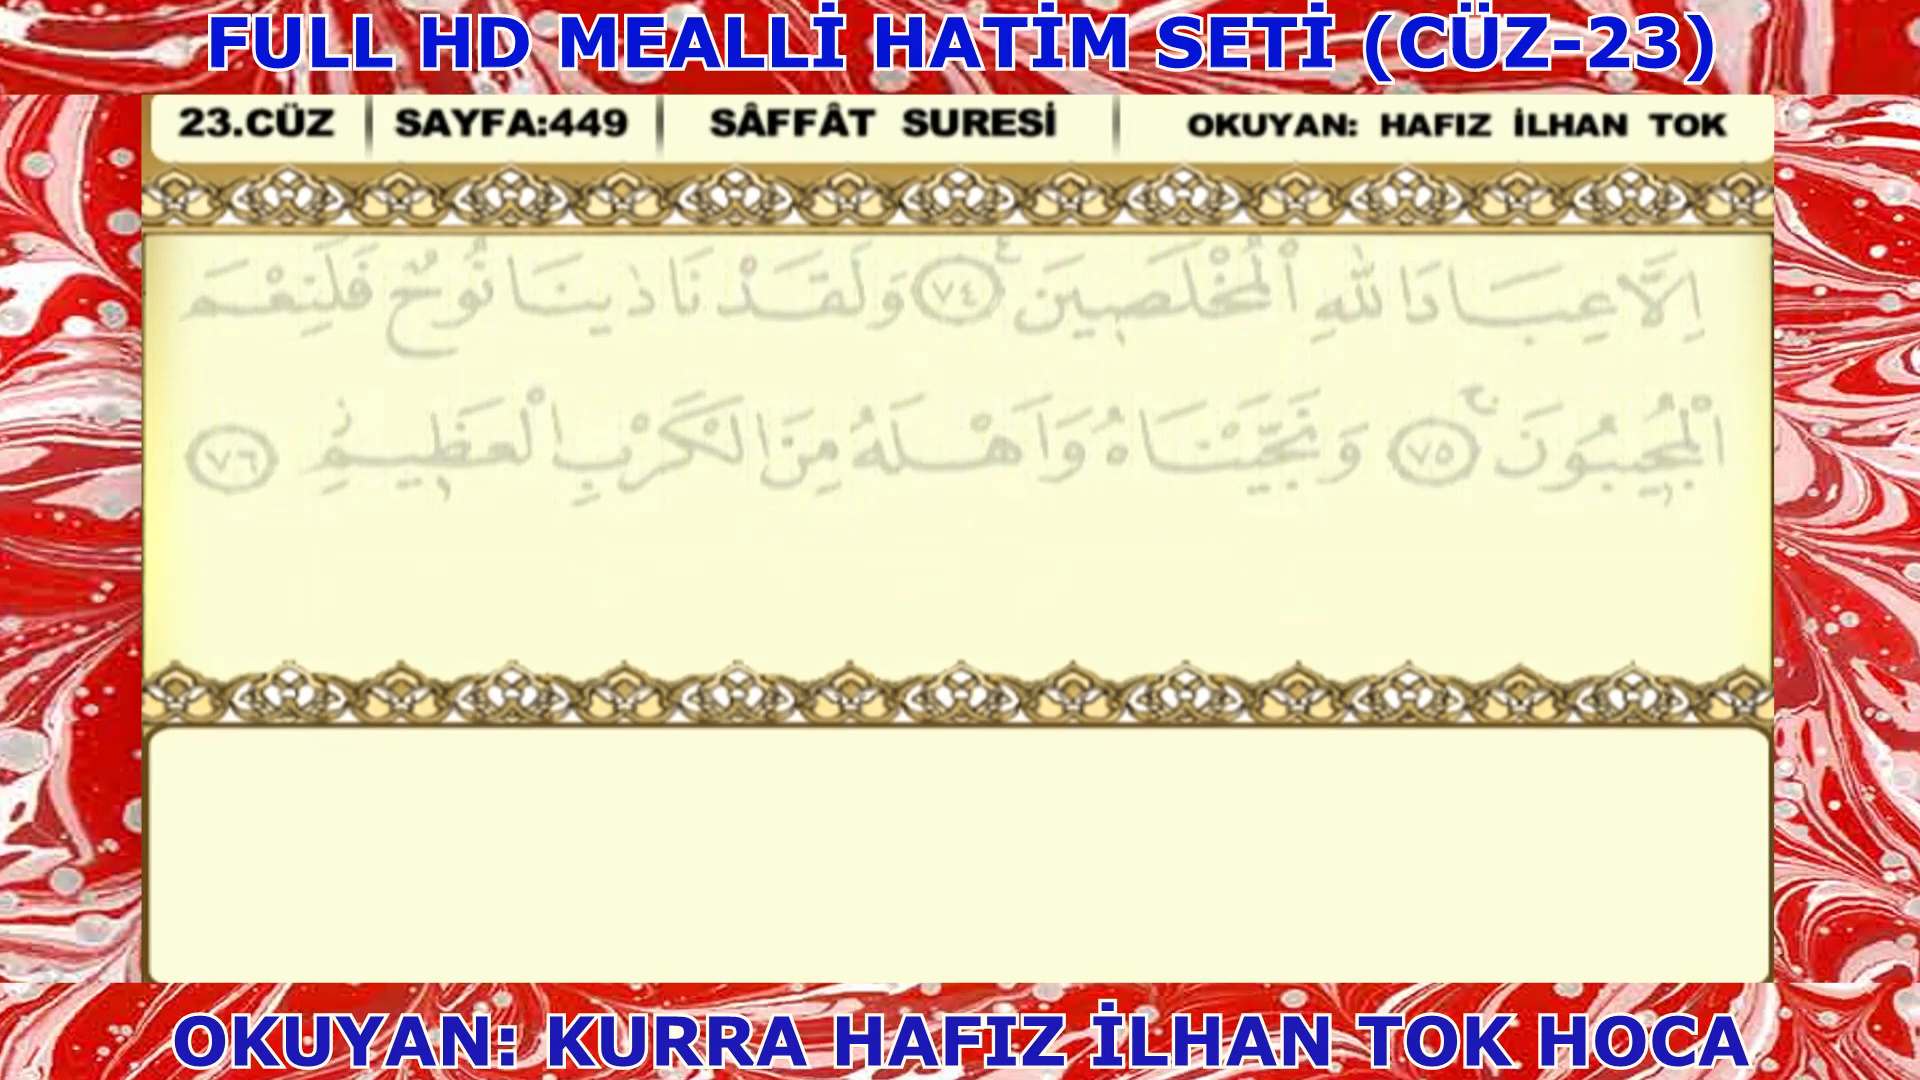 FULL HD MEALLİ HATİM SETİ (CÜZ-23)
23.CÜZ SAYFA:449 SÂFFÂT SURESİ OKUYAN: HAFIZ İLHAN TOK
اِلَّا عِبَادَ اللّٰهِ الْمُخْلَصٖينَ ﴿٧٤﴾ وَلَقَدْ نَادٰينَا نُوحٌ فَلَنِعْمَ
الْمُجٖيبُونَ ﴿٧٥﴾ وَنَجَّيْنَاهُ وَاَهْلَهُ مِنَ الْكَرْبِ الْعَظٖيمِ ﴿٧٦﴾
OKUYAN: KURRA HAFIZ İLHAN TOK HOCA